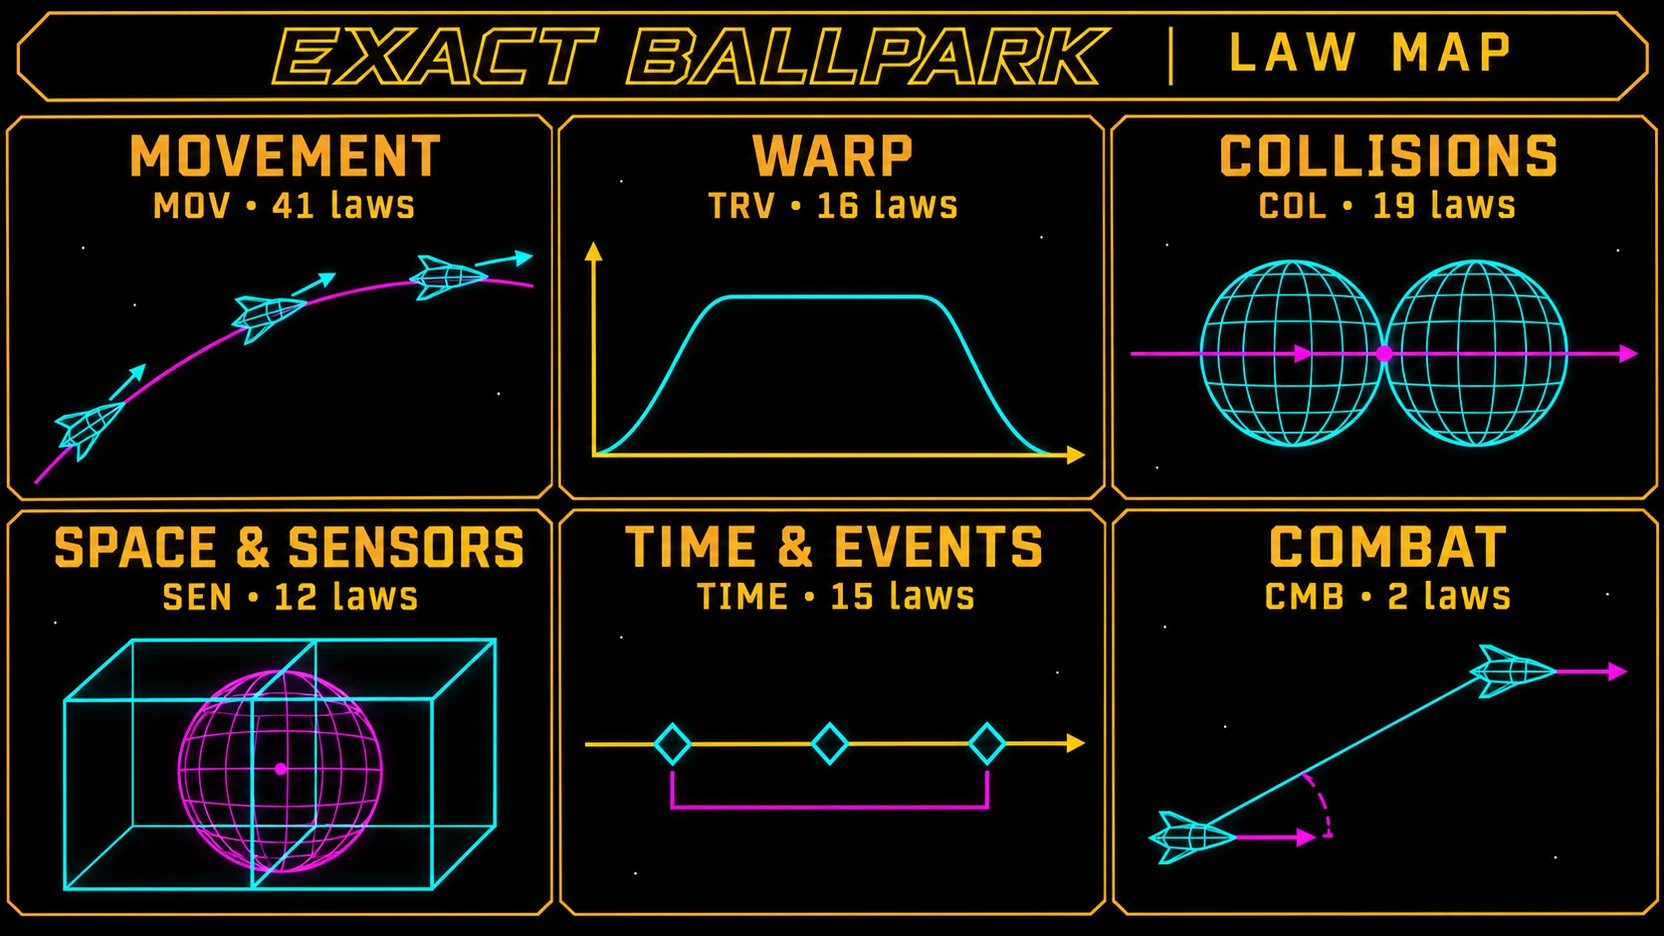 EXACT BALLPARK | LAW MAP
MOVEMENT
MOV • 41 laws
WARP
TRV • 16 laws
COLLISIONS
COL • 19 laws
SPACE & SENSORS
SEN • 12 laws
TIME & EVENTS
TIME • 15 laws
COMBAT
CMB • 2 laws